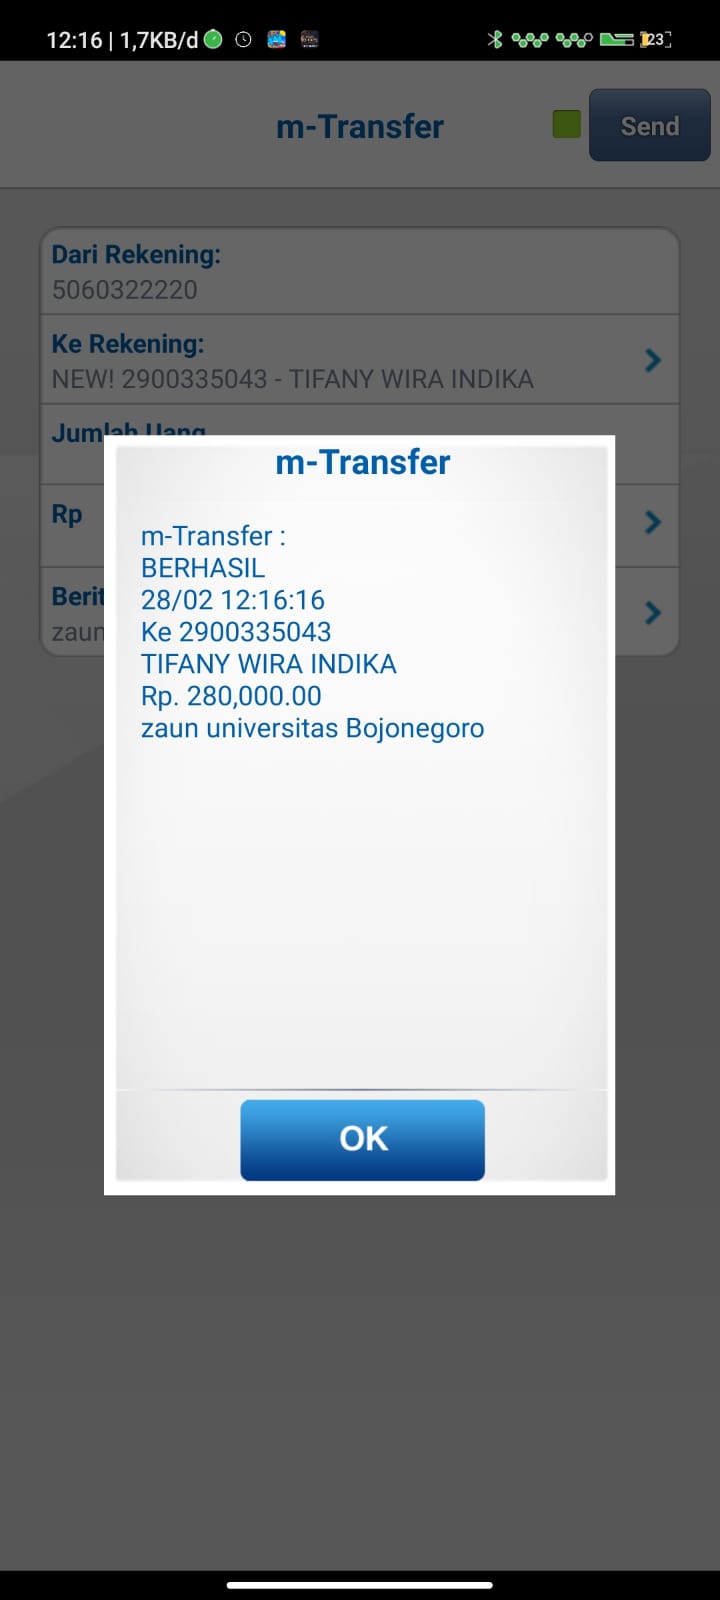 12:16 | 1,7KB/d
23
m-Transfer
Send
Dari Rekening:
5060322220
Ke Rekening:
NEW! 2900335043 - TIFANY WIRA INDIKA
Jumlah Uang
Rp
Berit
zaun
m-Transfer
m-Transfer :
BERHASIL
28/02 12:16:16
Ke 2900335043
TIFANY WIRA INDIKA
Rp. 280,000.00
zaun universitas Bojonegoro
OK